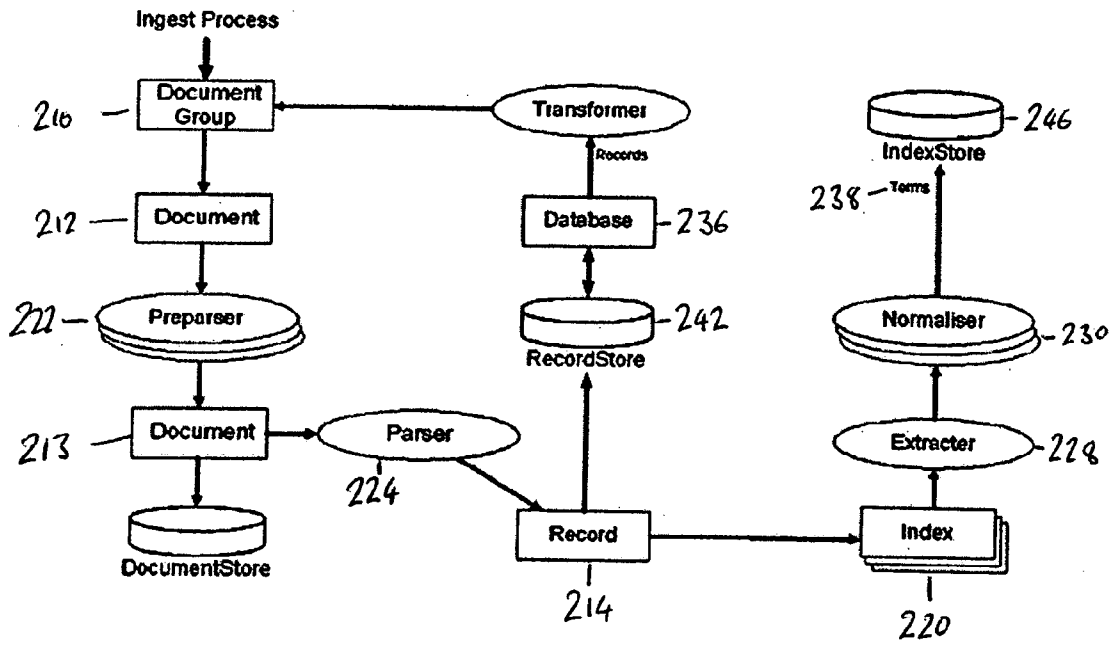 Ingest Process
Document
Group
210
Transformer
246
IndexStore
Records
238
Terms
212
Document
Database
236
222
Preparser
242
RecordStore
Normaliser
230
213
Document
Parser
224
Extracter
228
DocumentStore
Record
214
Index
220